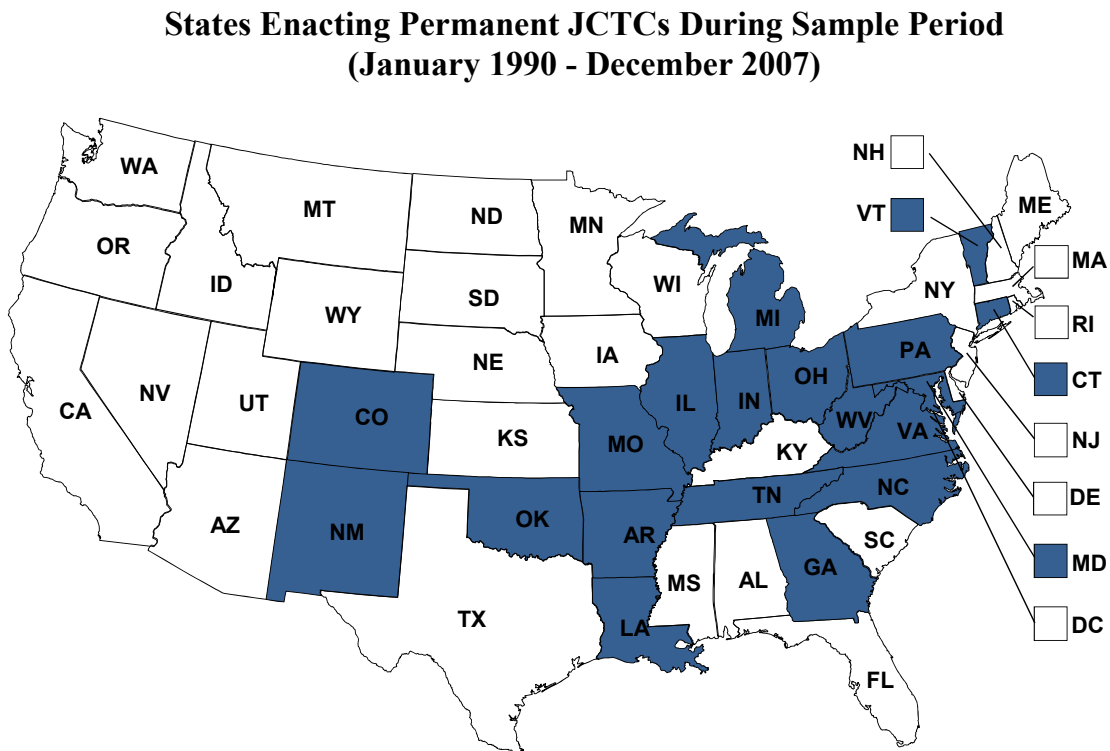 States Enacting Permanent JCTCs During Sample Period
(January 1990 - December 2007)
NH
WA
ME
MT
ND
VT
MN
OR
MA
ID
SD
WI
NY
WY
MI
RI
IA
PA
NE
OH
CT
NV
UT
CO
IL
IN
CA
WV
VA
KS
MO
KY
NJ
TN
NC
DE
AZ
NM
OK
AR
SC
GA
MD
MS
AL
TX
LA
DC
FL